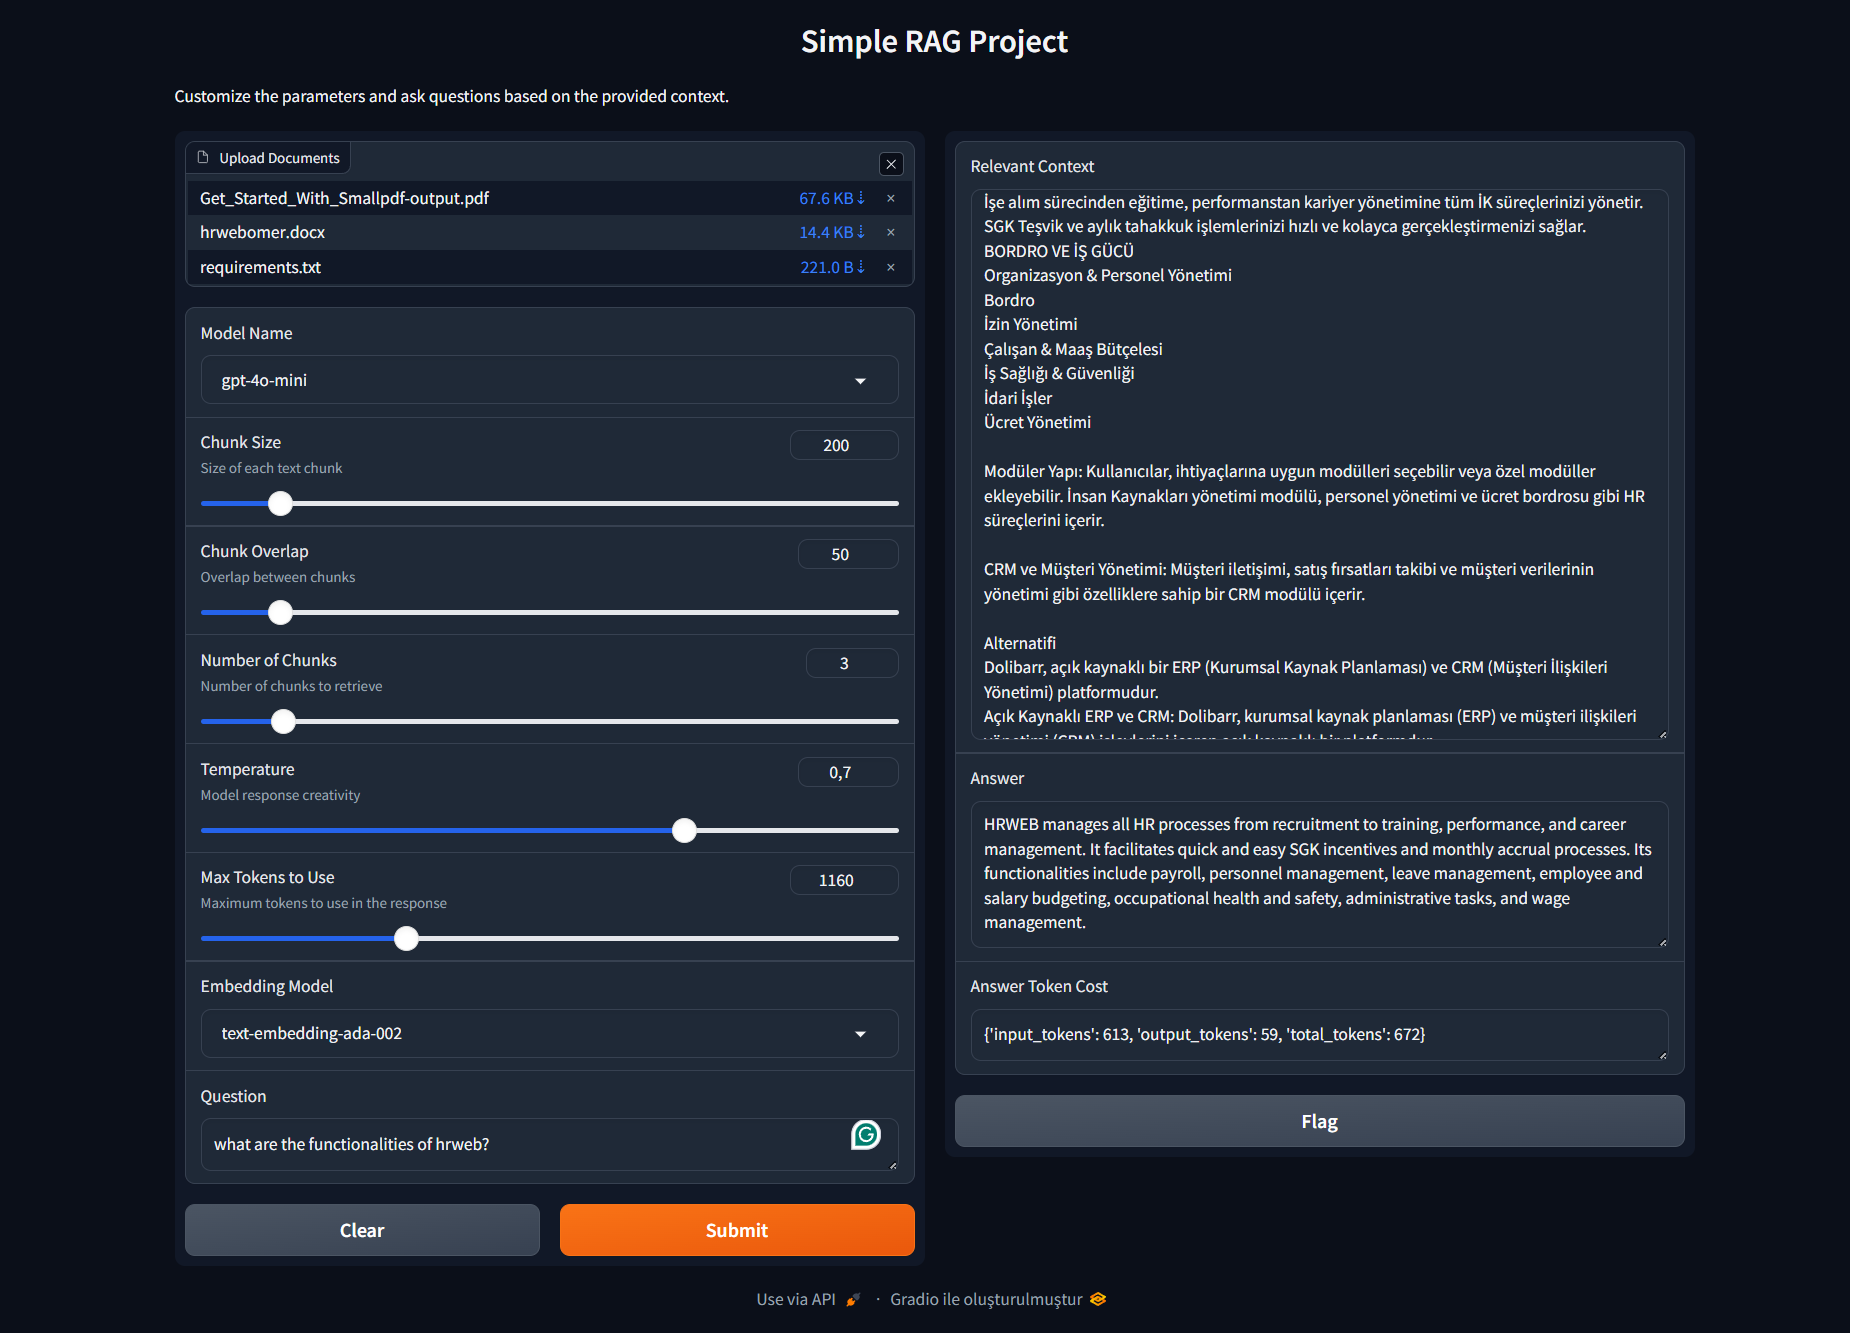 Simple RAG Project
Customize the parameters and ask questions based on the provided context.
Upload Documents
Get_Started_With_Smallpdf-output.pdf 67.6 KB ⇣ ×
hrwebomer.docx 14.4 KB ⇣ ×
requirements.txt 221.0 B ⇣ ×
Model Name
gpt-4o-mini
Chunk Size 200
Size of each text chunk
Chunk Overlap 50
Overlap between chunks
Number of Chunks 3
Number of chunks to retrieve
Temperature 0,7
Model response creativity
Max Tokens to Use 1160
Maximum tokens to use in the response
Embedding Model
text-embedding-ada-002
Question
what are the functionalities of hrweb?
Clear
Submit
Relevant Context
İşe alım sürecinden eğitime, performanstan kariyer yönetimine tüm İK süreçlerinizi yönetir.
SGK Teşvik ve aylık tahakkuk işlemlerinizi hızlı ve kolayca gerçekleştirmenizi sağlar.
BORDRO VE İŞ GÜCÜ
Organizasyon & Personel Yönetimi
Bordro
İzin Yönetimi
Çalışan & Maaş Bütçelesi
İş Sağlığı & Güvenliği
İdari İşler
Ücret Yönetimi
Modüler Yapı: Kullanıcılar, ihtiyaçlarına uygun modülleri seçebilir veya özel modüller
ekleyebilir. İnsan Kaynakları yönetimi modülü, personel yönetimi ve ücret bordrosu gibi HR
süreçlerini içerir.
CRM ve Müşteri Yönetimi: Müşteri iletişimi, satış fırsatları takibi ve müşteri verilerinin
yönetimi gibi özelliklere sahip bir CRM modülü içerir.
Alternatifi
Dolibarr, açık kaynaklı bir ERP (Kurumsal Kaynak Planlaması) ve CRM (Müşteri İlişkileri
Yönetimi) platformudur.
Açık Kaynaklı ERP ve CRM: Dolibarr, kurumsal kaynak planlaması (ERP) ve müşteri ilişkileri
yönetimi (CRM) işlevlerini içeren açık kaynaklı bir platformdur.
Answer
HRWEB manages all HR processes from recruitment to training, performance, and career
management. It facilitates quick and easy SGK incentives and monthly accrual processes. Its
functionalities include payroll, personnel management, leave management, employee and
salary budgeting, occupational health and safety, administrative tasks, and wage
management.
Answer Token Cost
{'input_tokens': 613, 'output_tokens': 59, 'total_tokens': 672}
Flag
Use via API · Gradio ile oluşturulmuştur